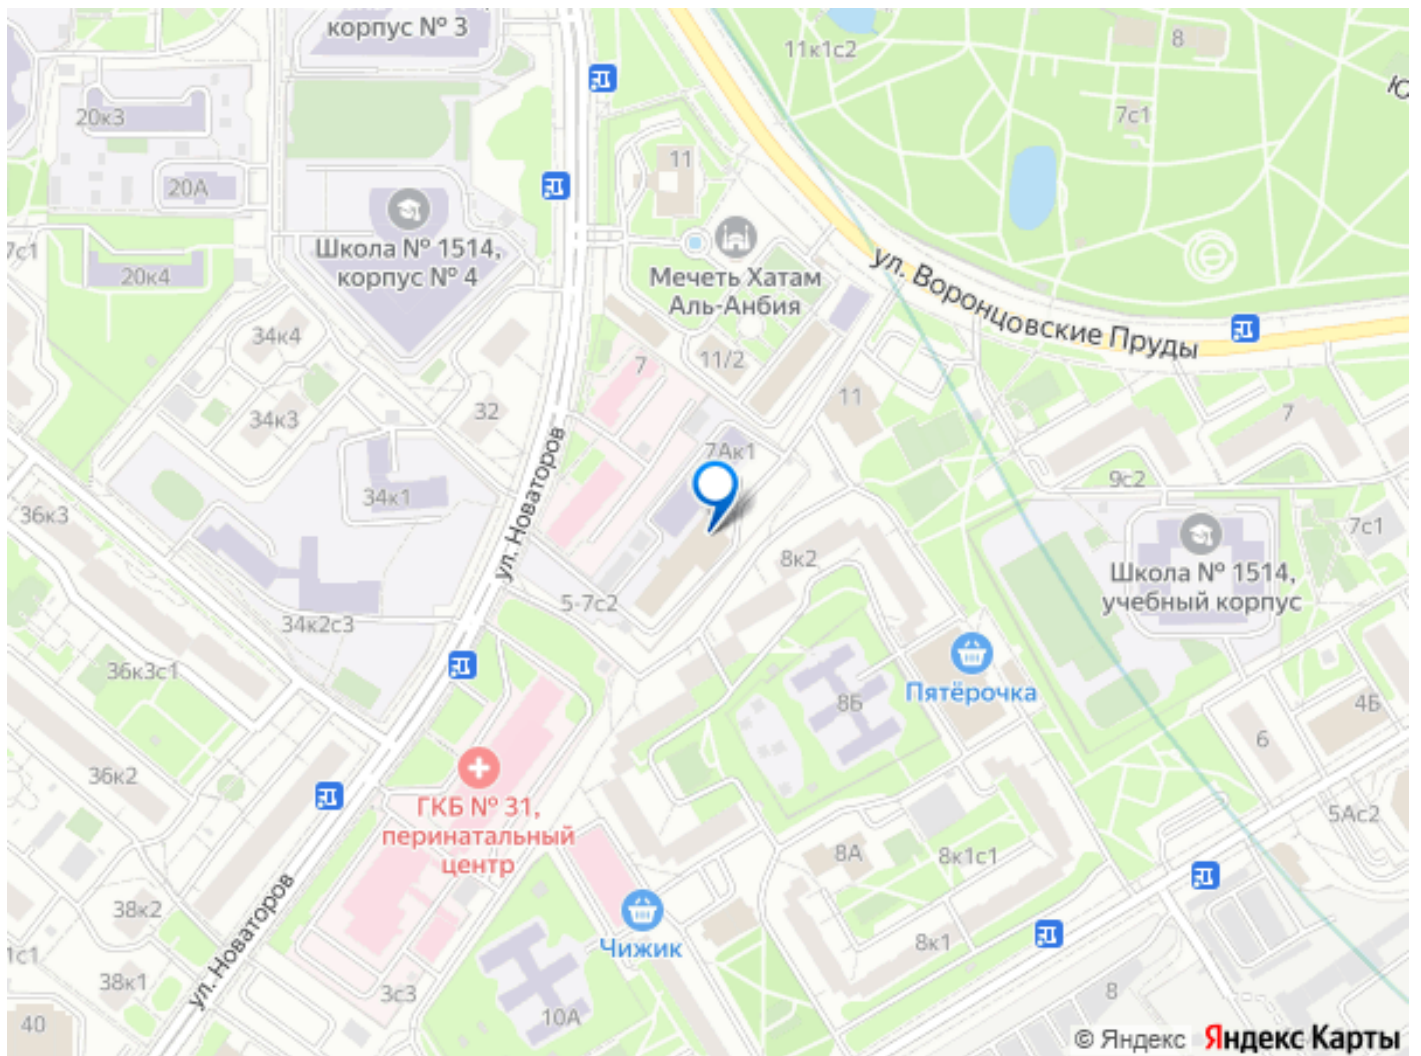 корпус № 3
11к1с2
8
Ю
20к3
7с1
11
20А
Школа № 1514,
корпус № 4
7с1
20к4
Мечеть Хатам
Аль-Анбия
ул. Воронцовские Пруды
34к4
11/2
7
11
7
34к3
32
7Ак1
ул. Новаторов
9с2
34к1
36к3
7с1
8к2
Школа № 1514,
учебный корпус
5-7с2
34к2с3
36к3с1
Пятёрочка
8Б
4Б
6
36к2
ГКБ № 31,
перинатальный
центр
5Ас2
8А
8к1с1
38к2
ул. Новаторов
Чижик
8к1
1с1
38к1
3с3
8
10А
40
© Яндекс Яндекс Карты